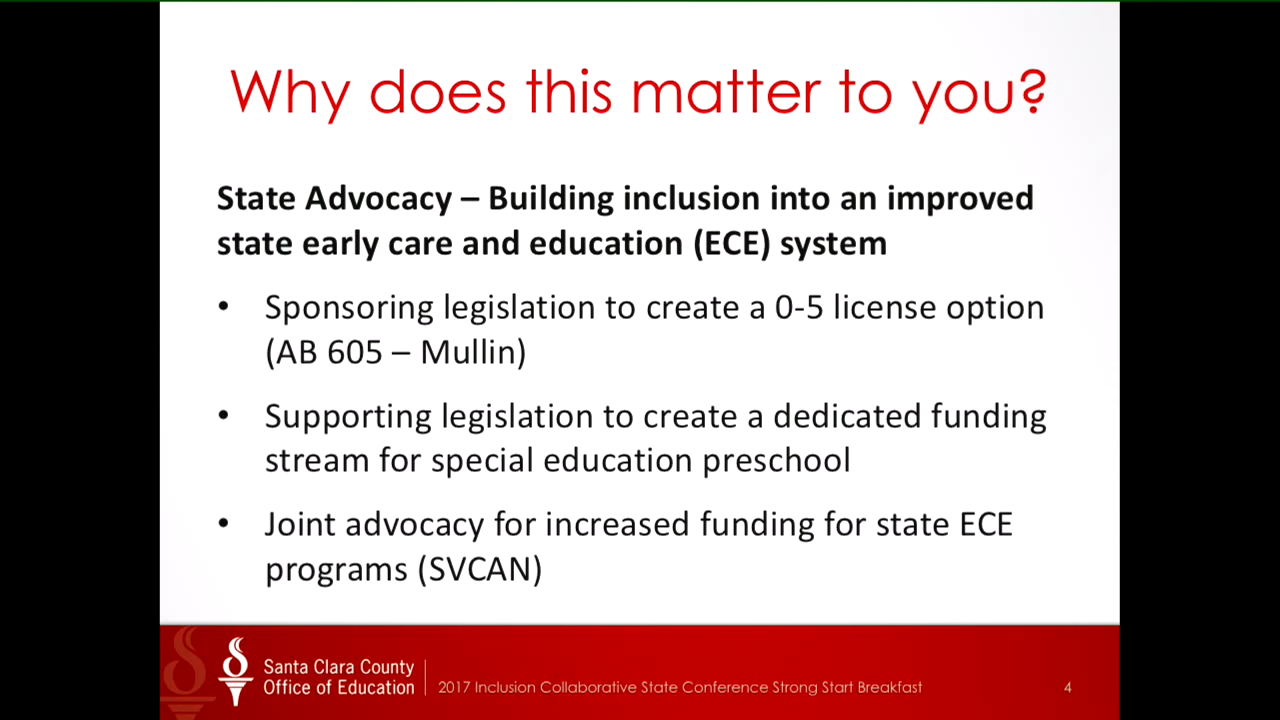 Why does this matter to you?
State Advocacy – Building inclusion into an improved
state early care and education (ECE) system
• Sponsoring legislation to create a 0-5 license option
(AB 605 – Mullin)
• Supporting legislation to create a dedicated funding
stream for special education preschool
• Joint advocacy for increased funding for state ECE
programs (SVCAN)
Santa Clara County
Office of Education
2017 Inclusion Collaborative State Conference Strong Start Breakfast
4